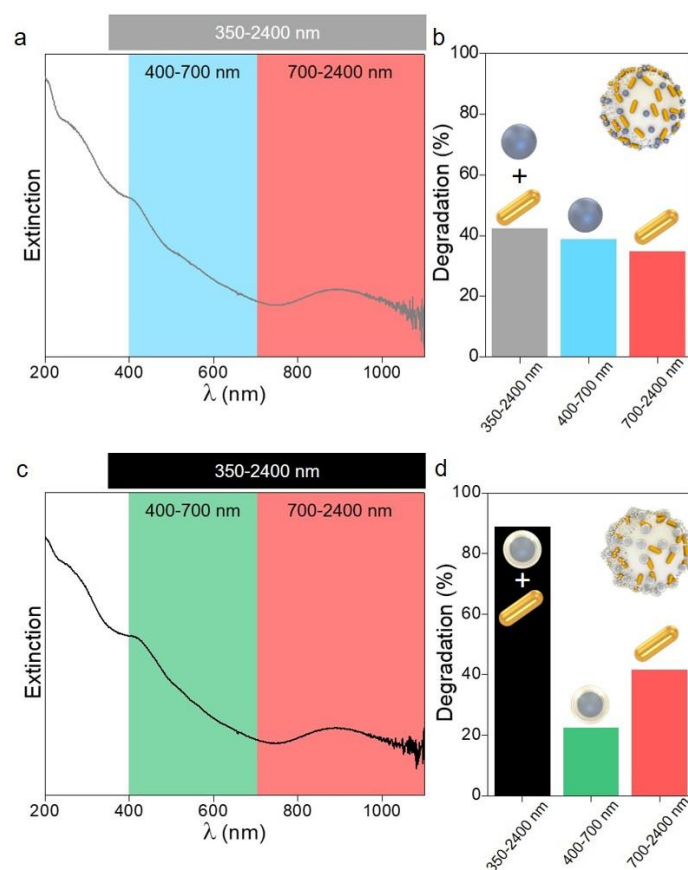 350-2400 nm
a
400-700 nm
700-2400 nm
Extinction
200
400
600
800
1000
λ (nm)
b
Degradation (%)
100
80
60
40
20
0
+
350-2400 nm
400-700 nm
700-2400 nm
350-2400 nm
c
400-700 nm
700-2400 nm
Extinction
200
400
600
800
1000
λ (nm)
d
Degradation (%)
100
80
60
40
20
0
+
350-2400 nm
400-700 nm
700-2400 nm